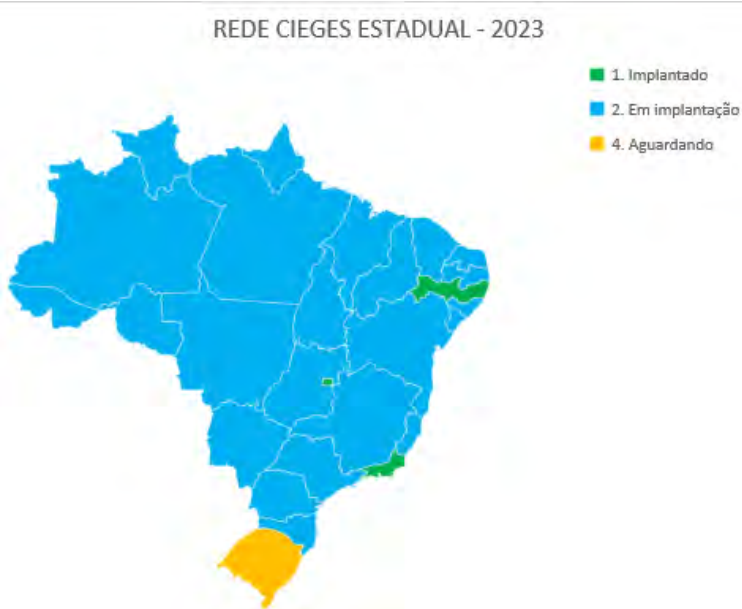 REDE CIEGES ESTADUAL - 2023
1. Implantado
2. Em implantação
4. Aguardando